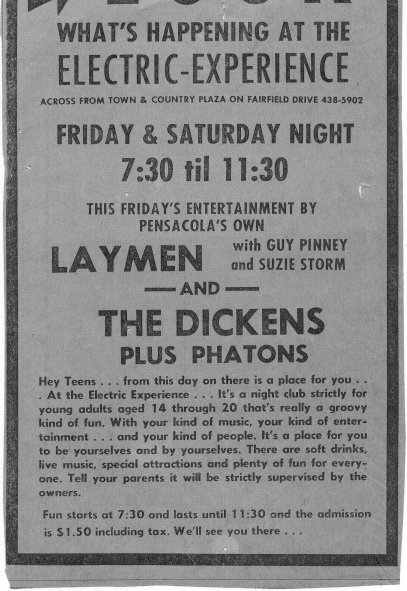 WHAT'S HAPPENING AT THE
ELECTRIC-EXPERIENCE
ACROSS FROM TOWN & COUNTRY PLAZA ON FAIRFIELD DRIVE 438-5902
FRIDAY & SATURDAY NIGHT
7:30 til 11:30
THIS FRIDAY'S ENTERTAINMENT BY
PENSACOLA'S OWN
LAYMEN with GUY PINNEY
and SUZIE STORM
— AND —
THE DICKENS
PLUS PHATONS
Hey Teens . . . from this day on there is a place for you . .
. At the Electric Experience . . . It's a night club strictly for
young adults aged 14 through 20 that's really a groovy
kind of fun. With your kind of music, your kind of enter-
tainment . . . and your kind of people. It's a place for you
to be yourselves and by yourselves. There are soft drinks,
live music, special attractions and plenty of fun for every-
one. Tell your parents it will be strictly supervised by the
owners.
Fun starts at 7:30 and lasts until 11:30 and the admission
is $1.50 including tax. We'll see you there . . .